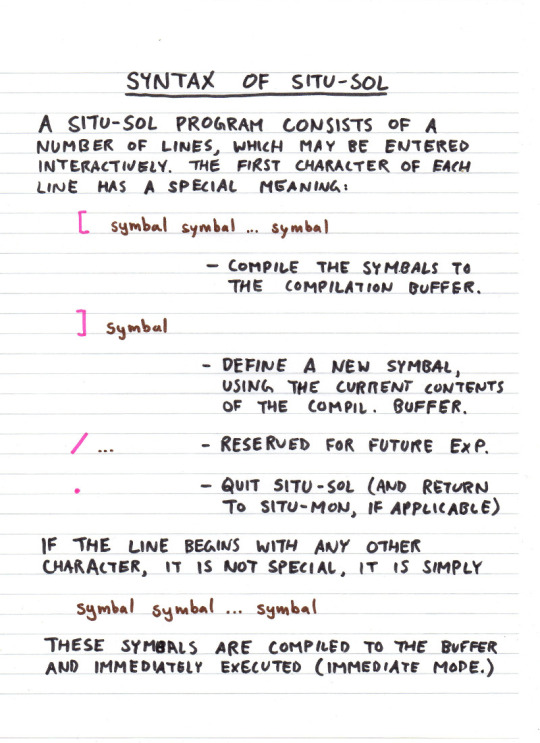 SYNTAX OF SITU-SOL
A SITU-SOL PROGRAM CONSISTS OF A
NUMBER OF LINES, WHICH MAY BE ENTERED
INTERACTIVELY. THE FIRST CHARACTER OF EACH
LINE HAS A SPECIAL MEANING:
[ symbal symbal ... symbal
- COMPILE THE SYMBALS TO
THE COMPILATION BUFFER.
] symbal
- DEFINE A NEW SYMBAL,
USING THE CURRENT CONTENTS
OF THE COMPIL. BUFFER.
/ ... - RESERVED FOR FUTURE EXP.
. - QUIT SITU-SOL (AND RETURN
TO SITU-MON, IF APPLICABLE)
IF THE LINE BEGINS WITH ANY OTHER
CHARACTER, IT IS NOT SPECIAL, IT IS SIMPLY
symbal symbal ... symbal
THESE SYMBALS ARE COMPILED TO THE BUFFER
AND IMMEDIATELY EXECUTED (IMMEDIATE MODE.)